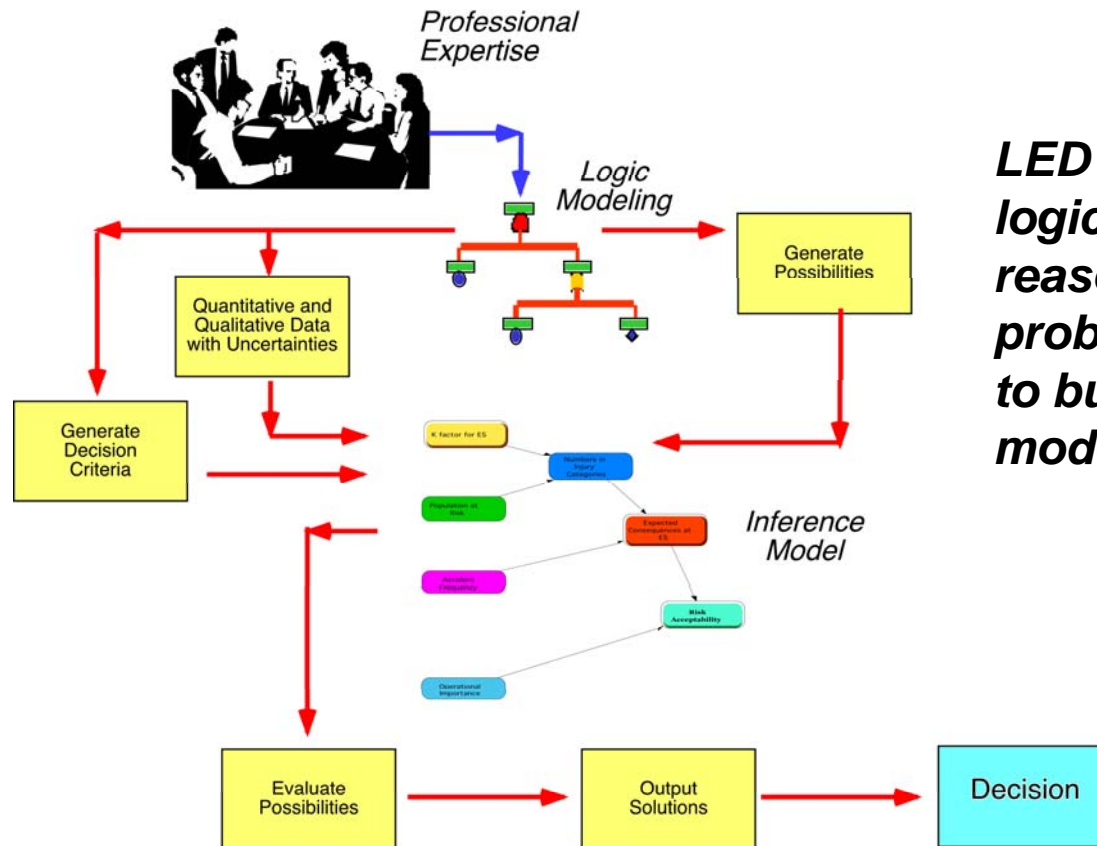 Professional
Expertise
Logic
Modeling
LED
logic
reaso
prob
to bu
mod
Generate
Possibilities
Quantitative and
Qualitative Data
with Uncertainties
Generate
Decision
Criteria
K factor for ES
Numbers in
Injury
Categories
Population at
Risk
Expected
Consequences at
ES
Inference
Model
Accident
Frequency
Risk
Acceptability
Operational
Importance
Evaluate
Possibilities
Output
Solutions
Decision